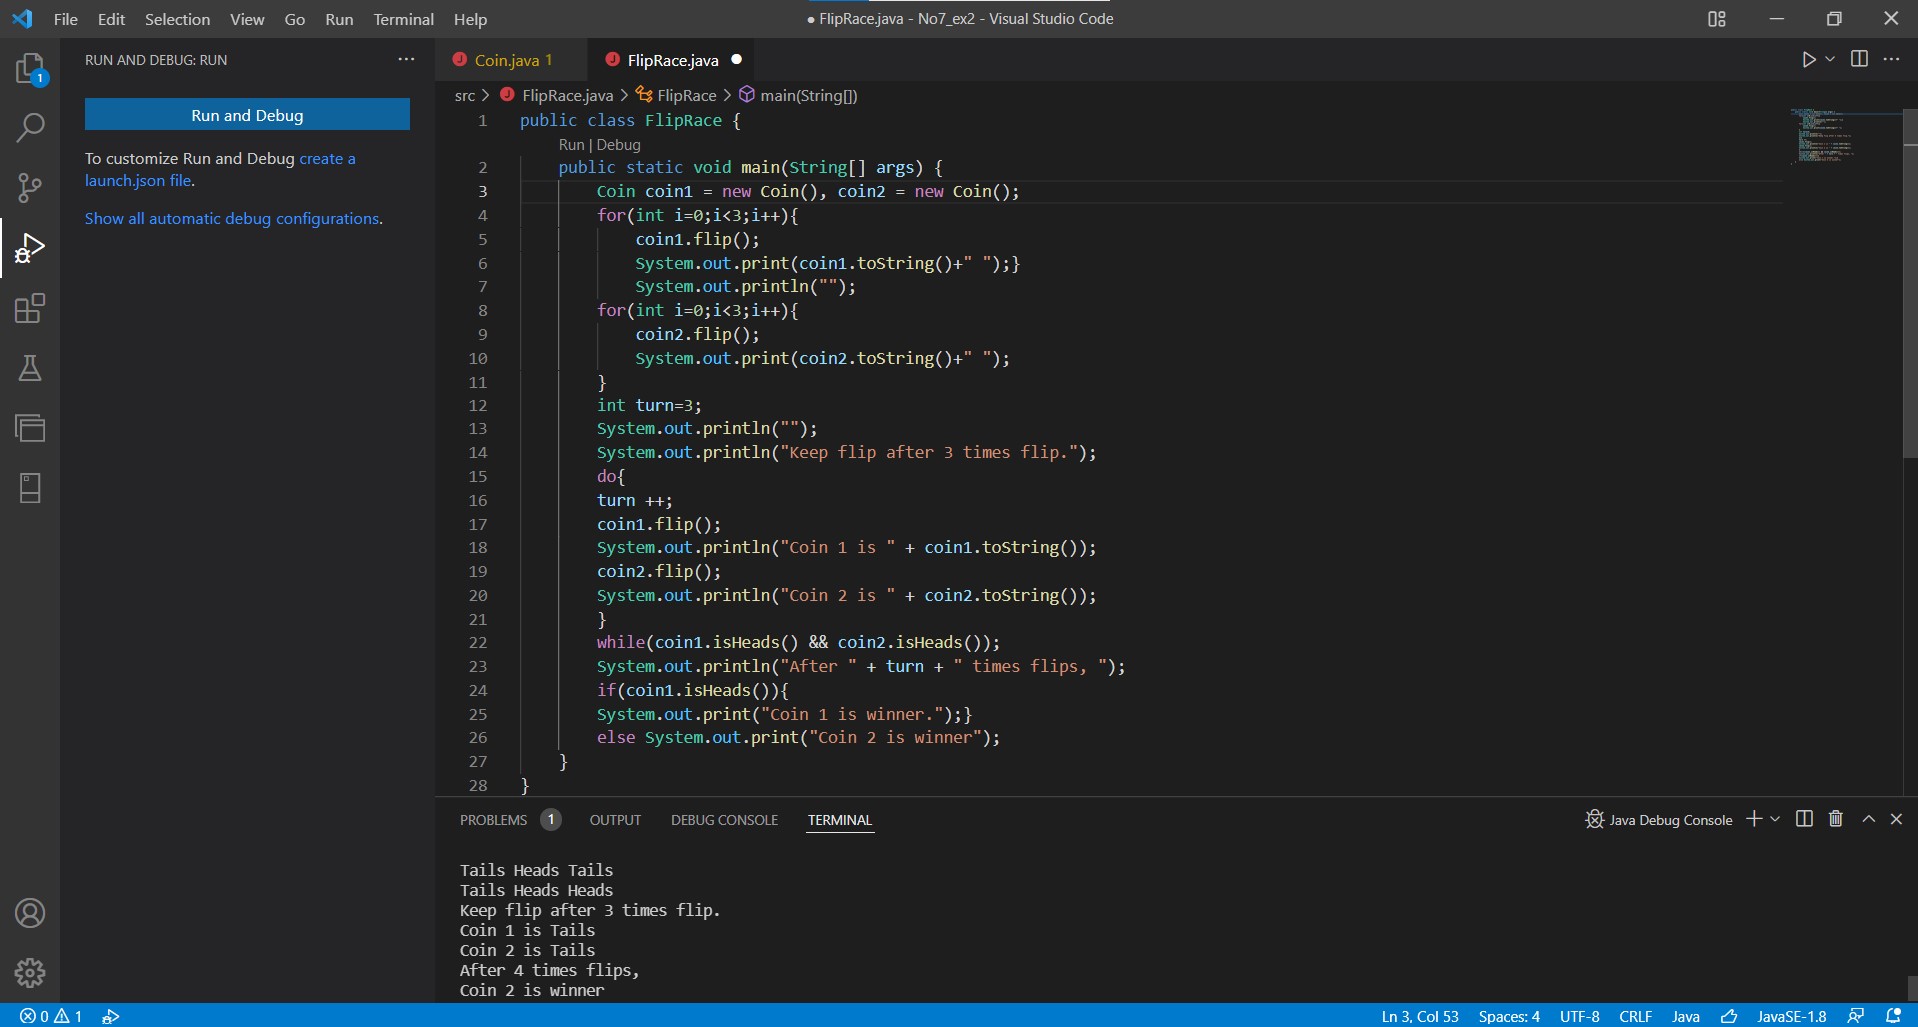 File Edit Selection View Go Run Terminal Help
● FlipRace.java - No7_ex2 - Visual Studio Code
RUN AND DEBUG: RUN
Run and Debug
To customize Run and Debug create a
launch.json file.
Show all automatic debug configurations.
1
Coin.java 1
FlipRace.java ●
src > FlipRace.java > FlipRace > main(String[])
1 public class FlipRace {
Run | Debug
2 public static void main(String[] args) {
3 Coin coin1 = new Coin(), coin2 = new Coin();
4 for(int i=0;i<3;i++){
5 coin1.flip();
6 System.out.print(coin1.toString()+" ");}
7 System.out.println("");
8 for(int i=0;i<3;i++){
9 coin2.flip();
10 System.out.print(coin2.toString()+" ");
11 }
12 int turn=3;
13 System.out.println("");
14 System.out.println("Keep flip after 3 times flip.");
15 do{
16 turn ++;
17 coin1.flip();
18 System.out.println("Coin 1 is " + coin1.toString());
19 coin2.flip();
20 System.out.println("Coin 2 is " + coin2.toString());
21 }
22 while(coin1.isHeads() && coin2.isHeads());
23 System.out.println("After " + turn + " times flips, ");
24 if(coin1.isHeads()){
25 System.out.print("Coin 1 is winner.");}
26 else System.out.print("Coin 2 is winner");
27 }
28 }
PROBLEMS 1 OUTPUT DEBUG CONSOLE TERMINAL
Java Debug Console
Tails Heads Tails
Tails Heads Heads
Keep flip after 3 times flip.
Coin 1 is Tails
Coin 2 is Tails
After 4 times flips,
Coin 2 is winner
0 1
Ln 3, Col 53 Spaces: 4 UTF-8 CRLF Java JavaSE-1.8